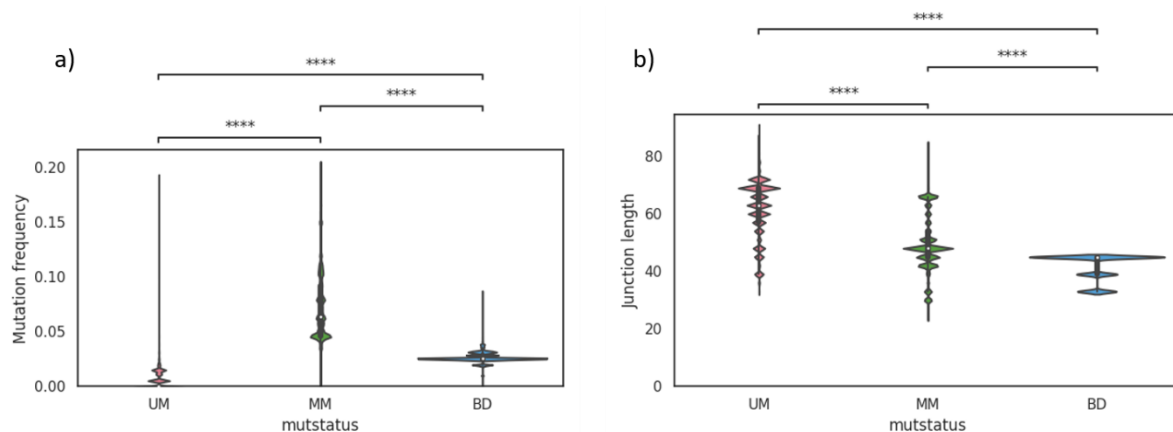 a)
****
****
****
Mutation frequency
0.20
0.15
0.10
0.05
0.00
UM MM BD
mutstatus
b)
****
****
****
Junction length
80
60
40
20
0
UM MM BD
mutstatus